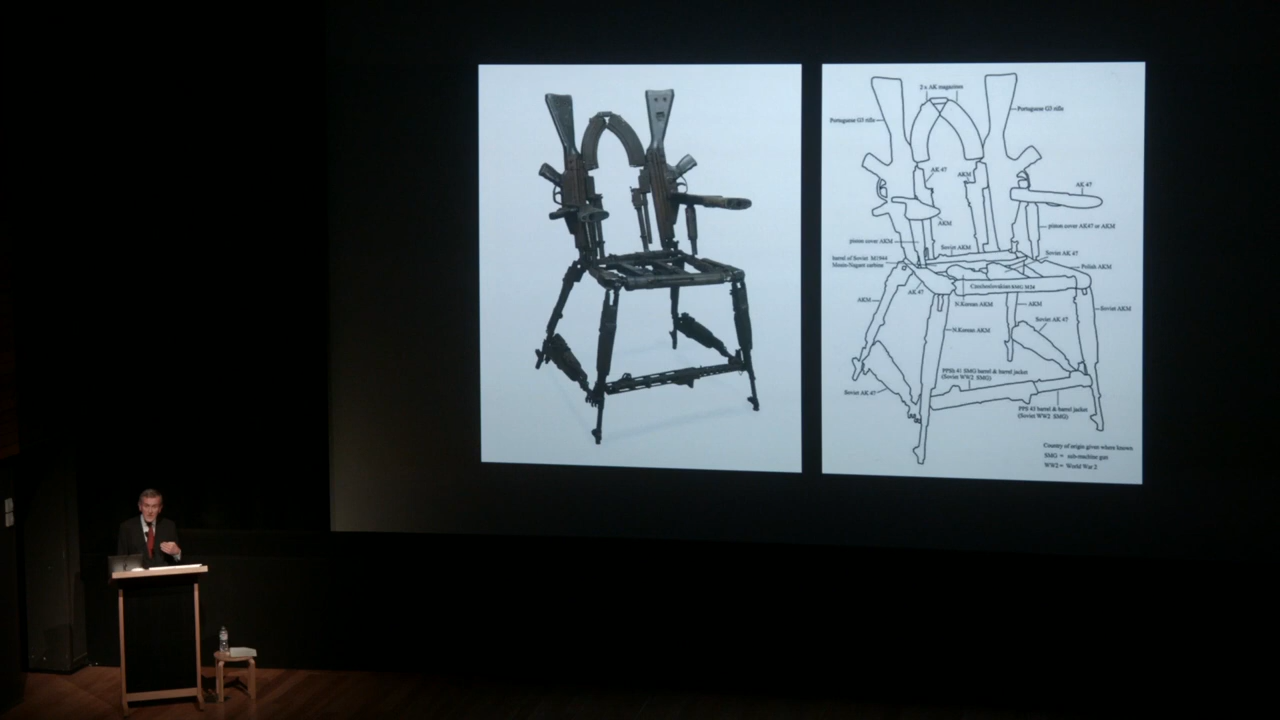 2 x AK magazines
Portuguese G3 rifle
Portuguese G3 rifle
AK 47
AKM
AK 47
AKM
piston cover AK47 or AKM
piston cover AKM
Soviet AKM
Soviet AK 47
barrel of Soviet M1944
Mosin-Nagant carbine
Polish AKM
AK 47
Czechoslovakian SMG M24
AKM
N.Korean AKM
AKM
Soviet AKM
Soviet AK 47
N.Korean AKM
PPSh 41 SMG barrel & barrel jacket
(Soviet WW2 SMG)
Soviet AK 47
PPS 43 barrel & barrel jacket
(Soviet WW2 SMG)
Country of origin given where known
SMG = sub-machine gun
WW2 = World War 2